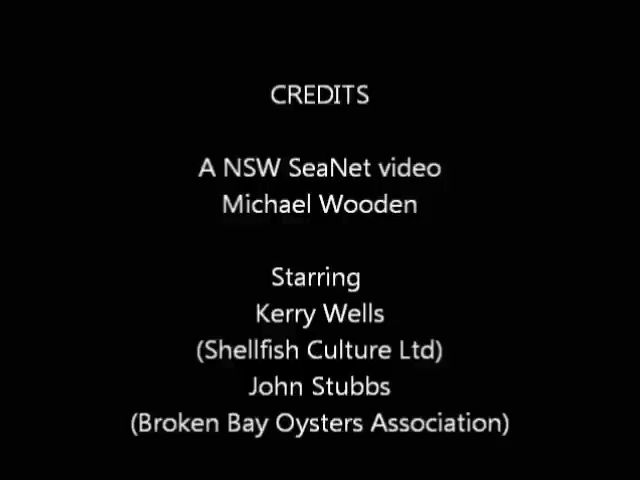 CREDITS
A NSW SeaNet video
Michael Wooden
Starring
Kerry Wells
(Shellfish Culture Ltd)
John Stubbs
(Broken Bay Oysters Association)